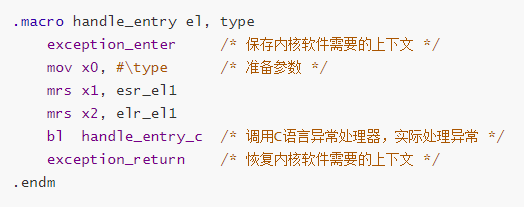 .macro handle_entry el, type
    exception_enter     /* 保存内核软件需要的上下文 */
    mov x0, #\type      /* 准备参数 */
    mrs x1, esr_el1
    mrs x2, elr_el1
    bl  handle_entry_c  /* 调用C语言异常处理器，实际处理异常 */
    exception_return    /* 恢复内核软件需要的上下文 */
.endm